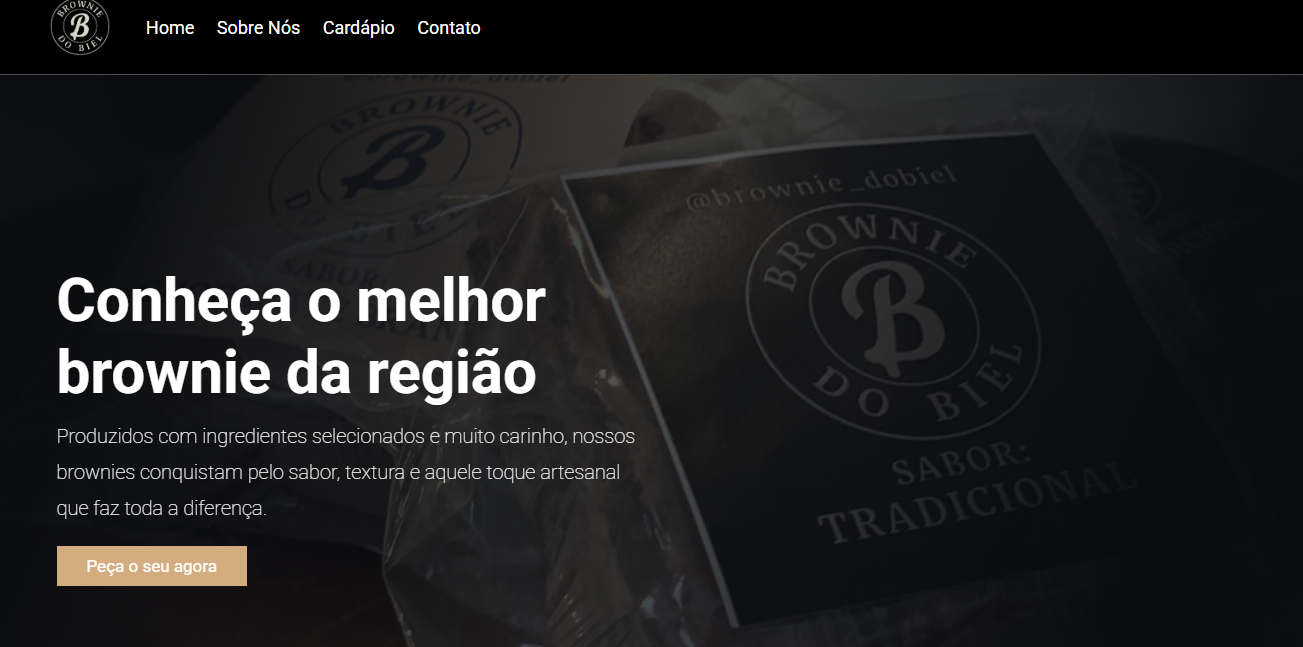 BROWNIE
B
DO BIEL
Home Sobre Nós Cardápio Contato
@brownie_dobiel
BROWNIE
B
DO BIEL
SABOR:
@brownie_dobiel
BROWNIE
B
DO BIEL
SABOR:
TRADICIONAL
Conheça o melhor
brownie da região
Produzidos com ingredientes selecionados e muito carinho, nossos
brownies conquistam pelo sabor, textura e aquele toque artesanal
que faz toda a diferença.
Peça o seu agora